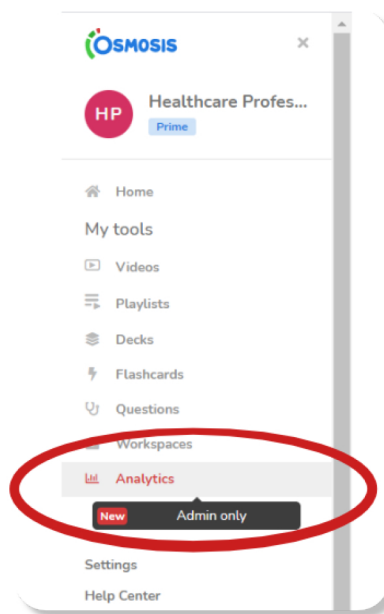 OSMOSIS
HP
Healthcare Profes...
Prime
Home
My tools
Videos
Playlists
Decks
Flashcards
Questions
Workspaces
Analytics
New Admin only
Settings
Help Center